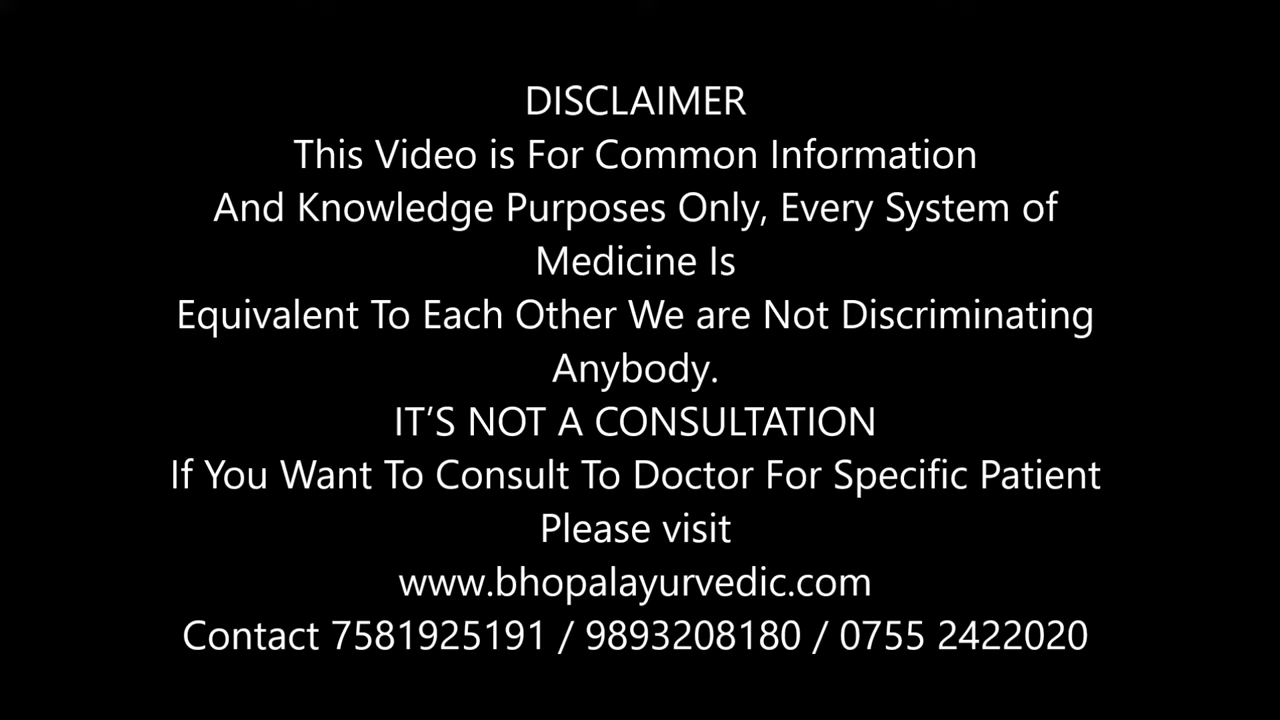 DISCLAIMER
This Video is For Common Information
And Knowledge Purposes Only, Every System of
Medicine Is
Equivalent To Each Other We are Not Discriminating
Anybody.
IT’S NOT A CONSULTATION
If You Want To Consult To Doctor For Specific Patient
Please visit
www.bhopalayurvedic.com
Contact 7581925191 / 9893208180 / 0755 2422020